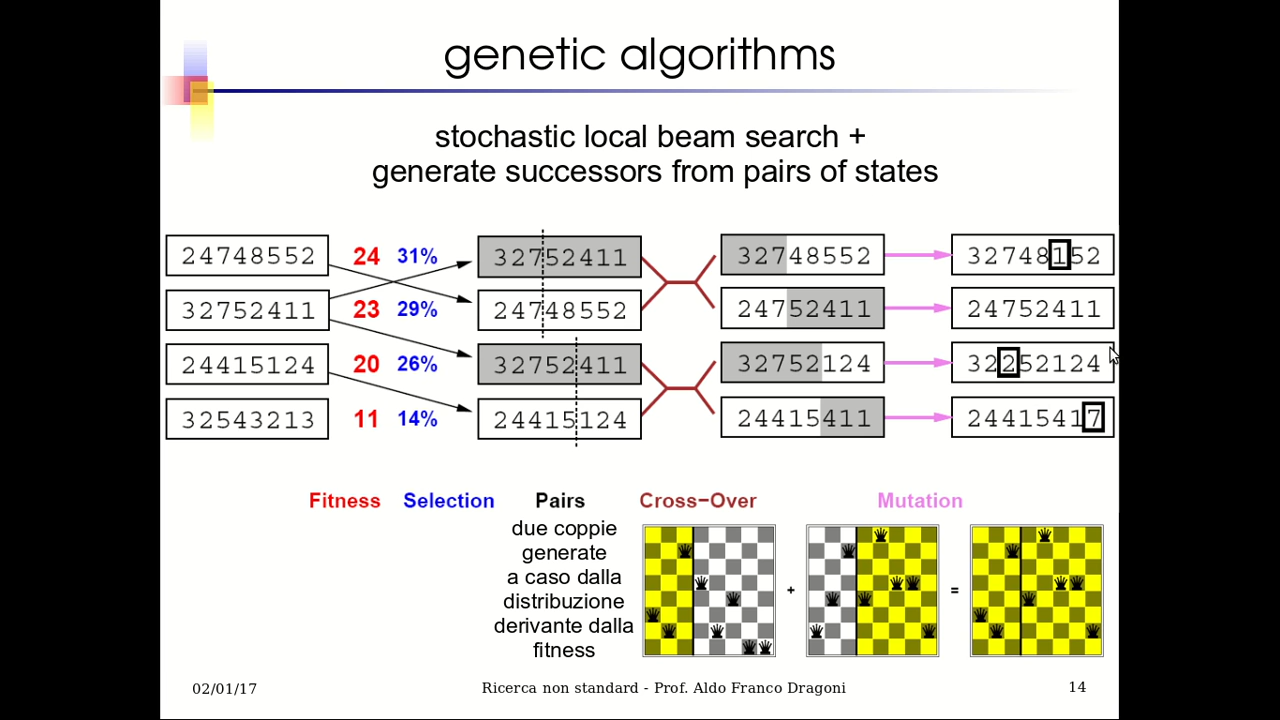 genetic algorithms
stochastic local beam search +
generate successors from pairs of states
24748552 24 31% 32752411 32748552 32748152
32752411 23 29% 24748552 24752411 24752411
24415124 20 26% 32752411 32752124 32252124
32543213 11 14% 24415124 24415411 24415417
Fitness Selection Pairs Cross–Over Mutation
due coppie
generate
a caso dalla
distribuzione
derivante dalla
fitness
+ =
02/01/17 Ricerca non standard - Prof. Aldo Franco Dragoni 14